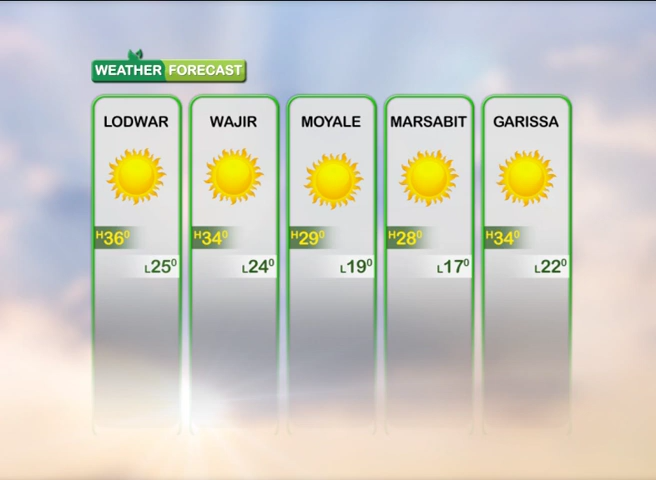 WEATHER FORECAST
LODWAR WAJIR MOYALE MARSABIT GARISSA
H36⁰ H34⁰ H29⁰ H28⁰ H34⁰
L25⁰ L24⁰ L19⁰ L17⁰ L22⁰